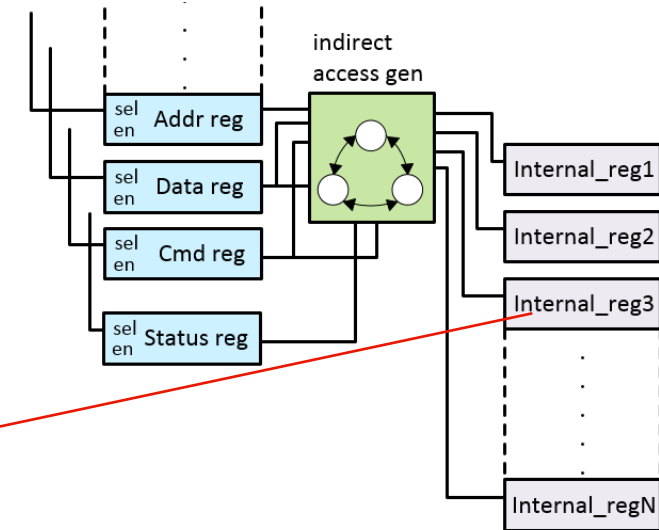 indirect
access gen
sel
en
Addr reg
sel
en
Data reg
sel
en
Cmd reg
sel
en
Status reg
Internal_reg1
Internal_reg2
Internal_reg3
Internal_regN